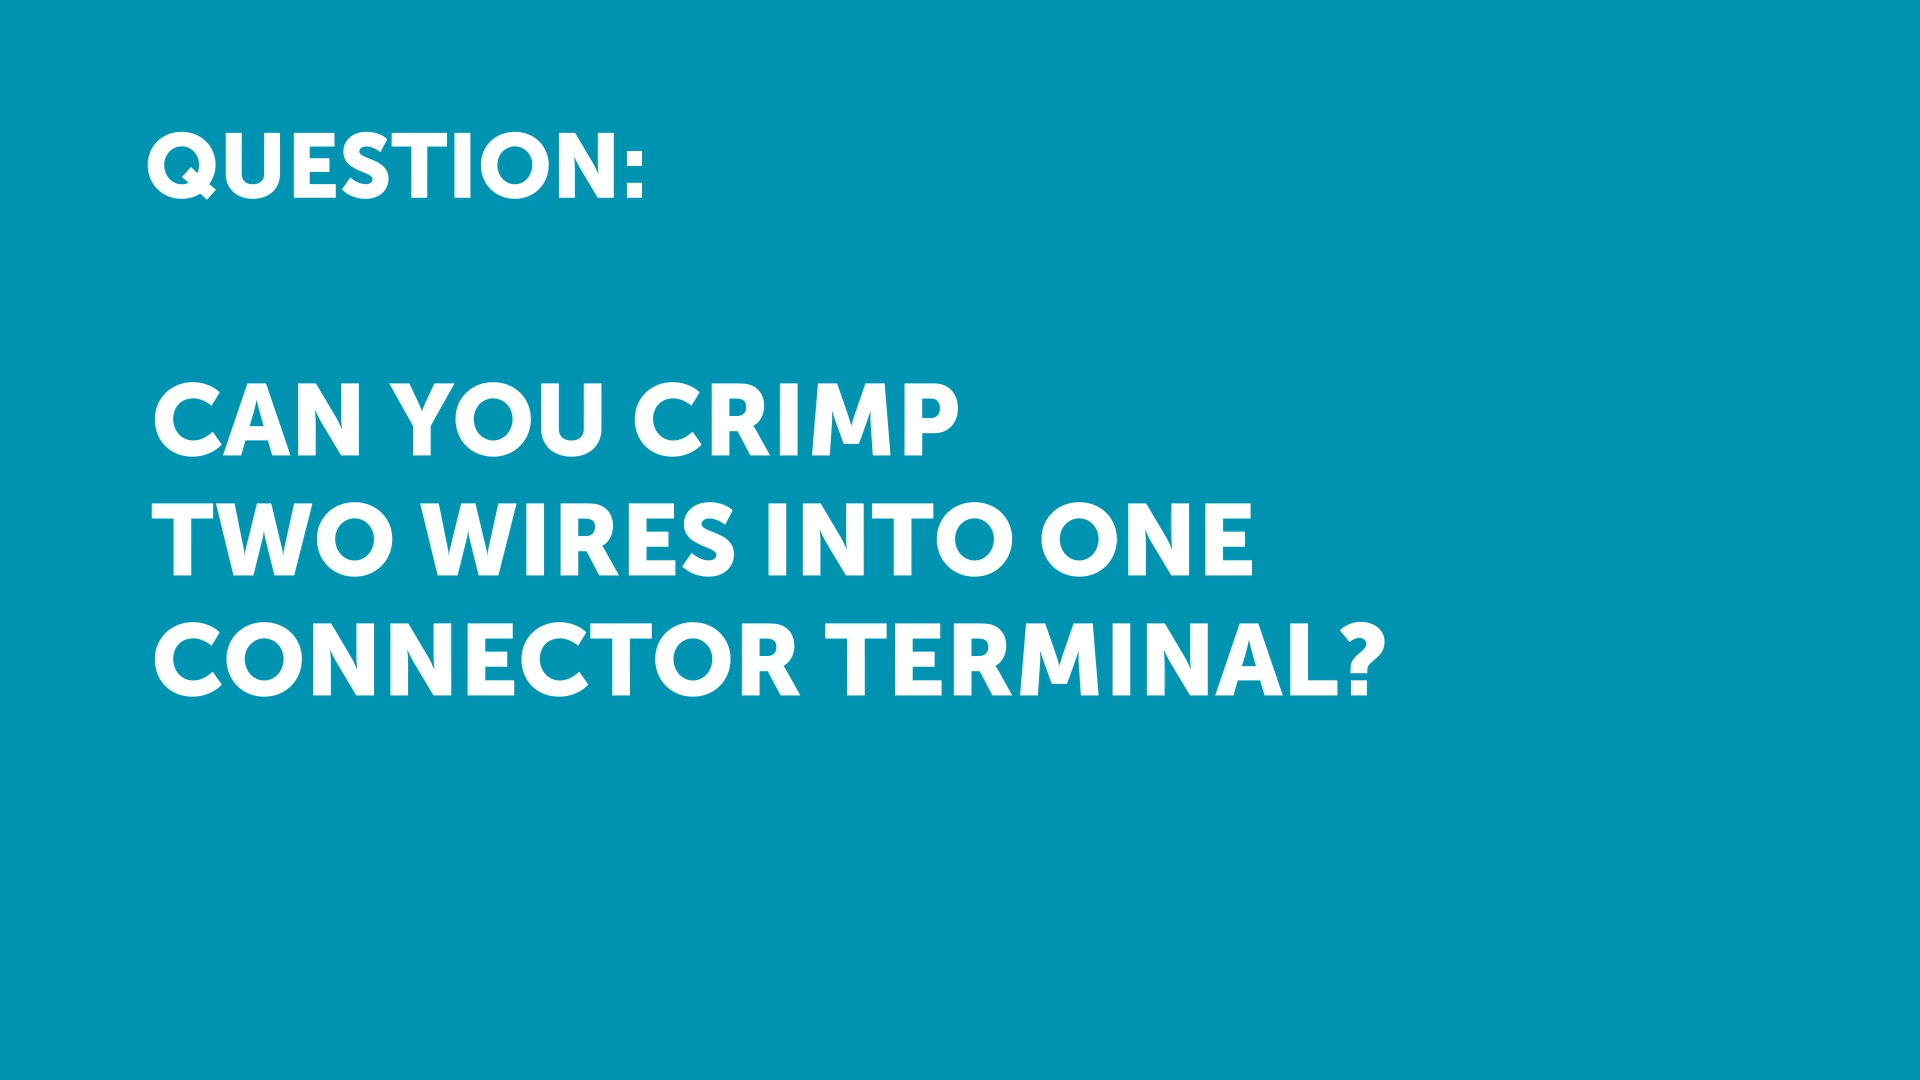 QUESTION:
CAN YOU CRIMP
TWO WIRES INTO ONE
CONNECTOR TERMINAL?